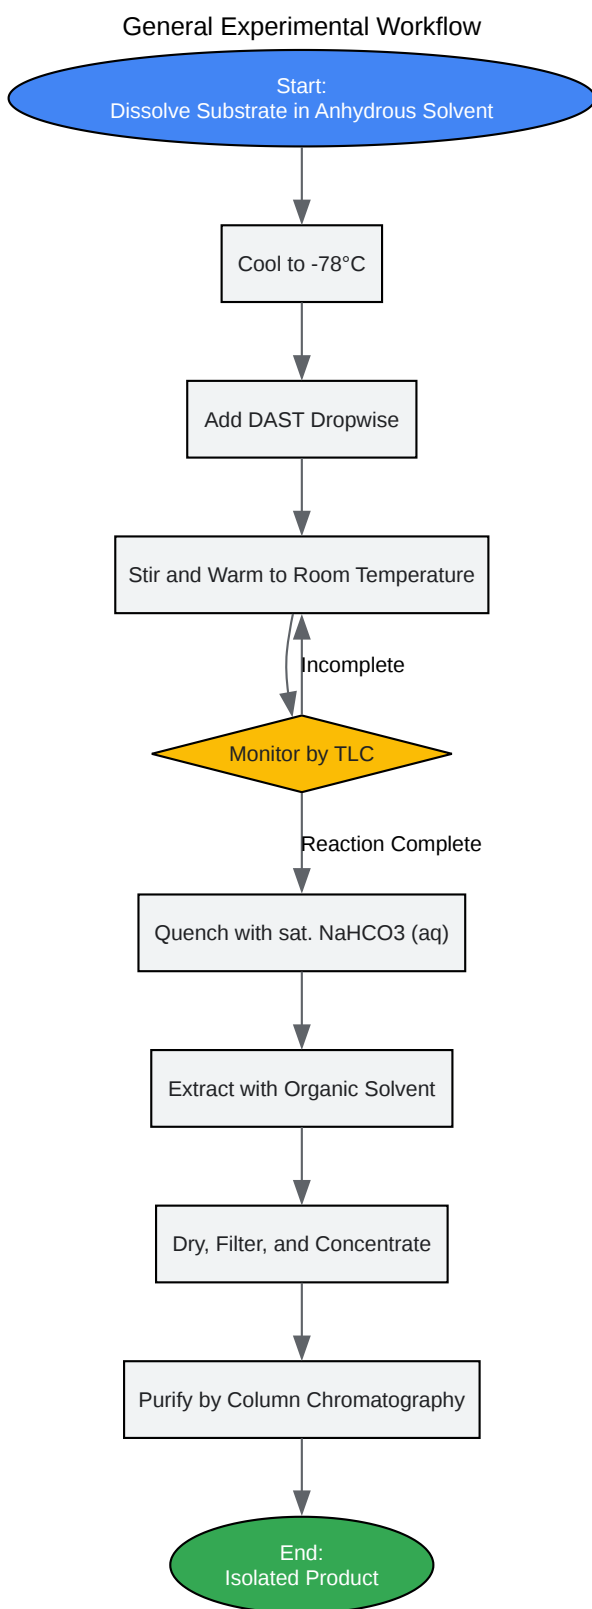 General Experimental Workflow
Start:
Dissolve Substrate in Anhydrous Solvent
Cool to -78°C
Add DAST Dropwise
Stir and Warm to Room Temperature
Incomplete
Monitor by TLC
Reaction Complete
Quench with sat. NaHCO3 (aq)
Extract with Organic Solvent
Dry, Filter, and Concentrate
Purify by Column Chromatography
End:
Isolated Product